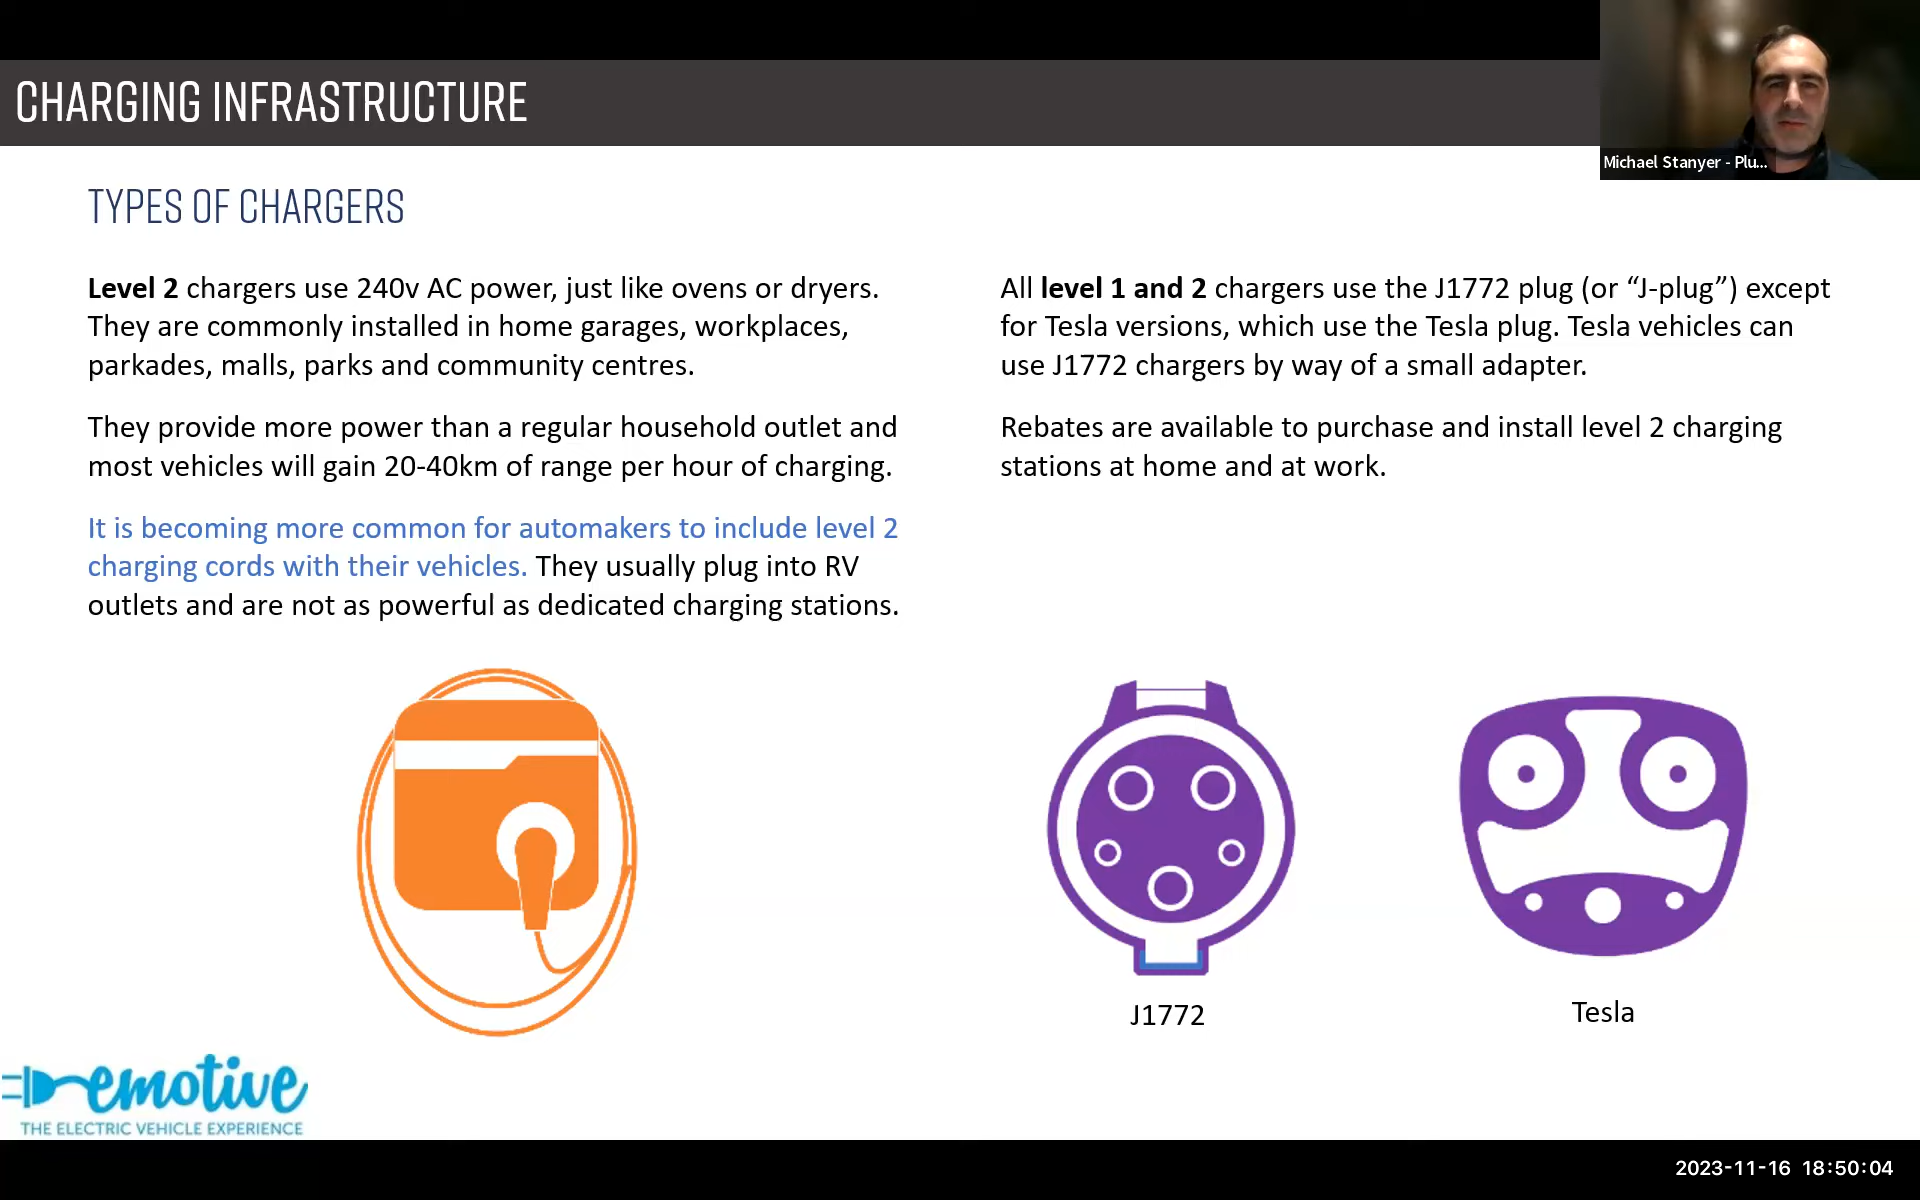 CHARGING INFRASTRUCTURE
Michael Stanyer - Plu...
TYPES OF CHARGERS
Level 2 chargers use 240v AC power, just like ovens or dryers.
They are commonly installed in home garages, workplaces,
parkades, malls, parks and community centres.
They provide more power than a regular household outlet and
most vehicles will gain 20-40km of range per hour of charging.
It is becoming more common for automakers to include level 2
charging cords with their vehicles. They usually plug into RV
outlets and are not as powerful as dedicated charging stations.
All level 1 and 2 chargers use the J1772 plug (or “J-plug”) except
for Tesla versions, which use the Tesla plug. Tesla vehicles can
use J1772 chargers by way of a small adapter.
Rebates are available to purchase and install level 2 charging
stations at home and at work.
J1772
Tesla
emotive
THE ELECTRIC VEHICLE EXPERIENCE
2023-11-16 18:50:04